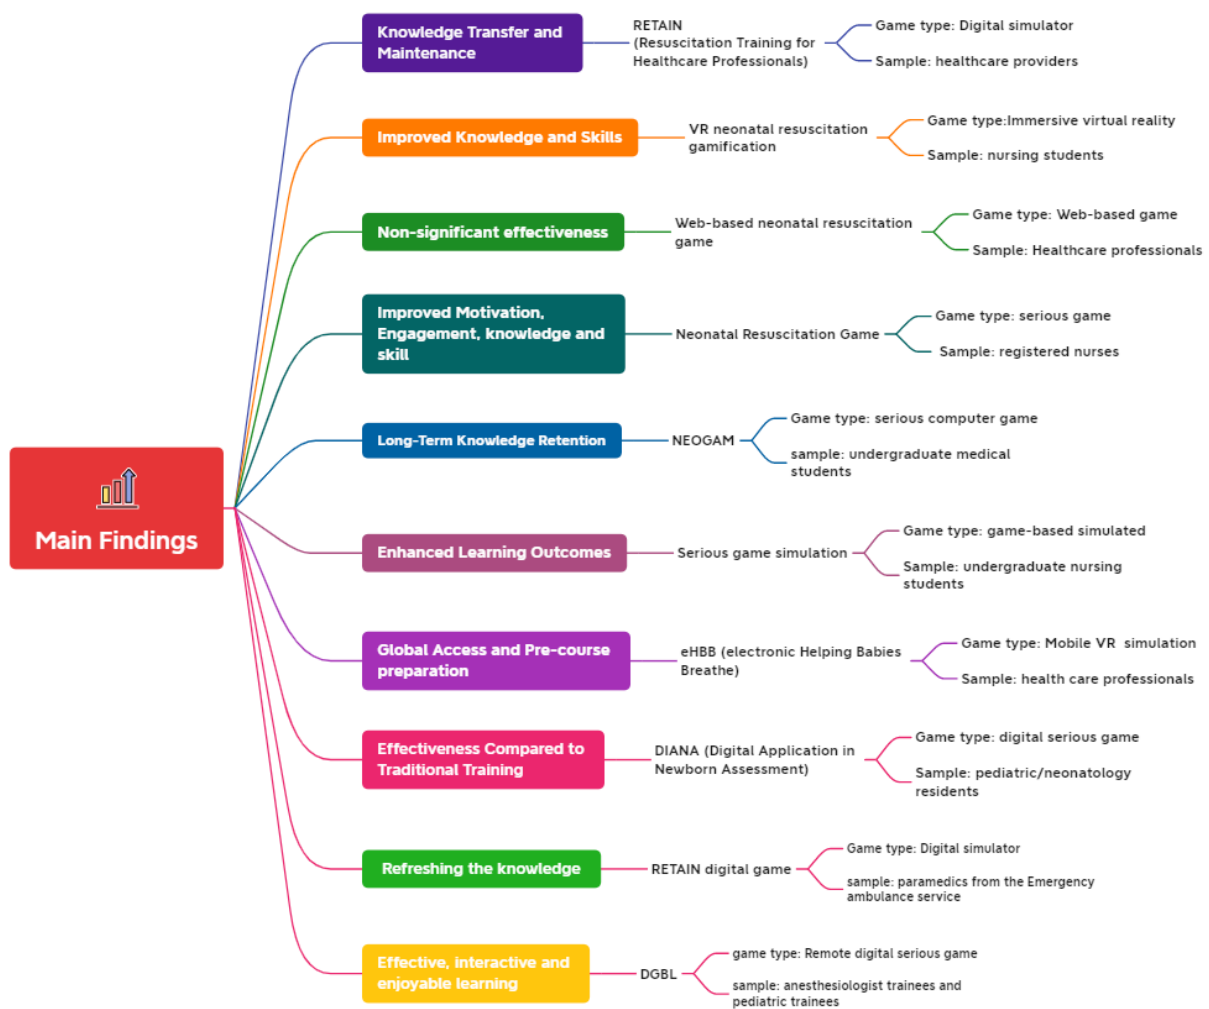 Main Findings
Knowledge Transfer and
Maintenance
RETAIN
(Resuscitation Training for
Healthcare Professionals)
Game type: Digital simulator
Sample: healthcare providers
Improved Knowledge and Skills
VR neonatal resuscitation
gamification
Game type:Immersive virtual reality
Sample: nursing students
Non-significant effectiveness
Web-based neonatal resuscitation
game
Game type: Web-based game
Sample: Healthcare professionals
Improved Motivation,
Engagement, knowledge and
skill
Neonatal Resuscitation Game
Game type: serious game
Sample: registered nurses
Long-Term Knowledge Retention
NEOGAM
Game type: serious computer game
sample: undergraduate medical
students
Enhanced Learning Outcomes
Serious game simulation
Game type: game-based simulated
Sample: undergraduate nursing
students
Global Access and Pre-course
preparation
eHBB (electronic Helping Babies
Breathe)
Game type: Mobile VR  simulation
Sample: health care professionals
Effectiveness Compared to
Traditional Training
DIANA (Digital Application in
Newborn Assessment)
Game type: digital serious game
Sample: pediatric/neonatology
residents
Refreshing the knowledge
RETAIN digital game
Game type: Digital simulator
sample: paramedics from the Emergency
ambulance service
Effective, interactive and
enjoyable learning
DGBL
game type: Remote digital serious game
sample: anesthesiologist trainees and
pediatric trainees